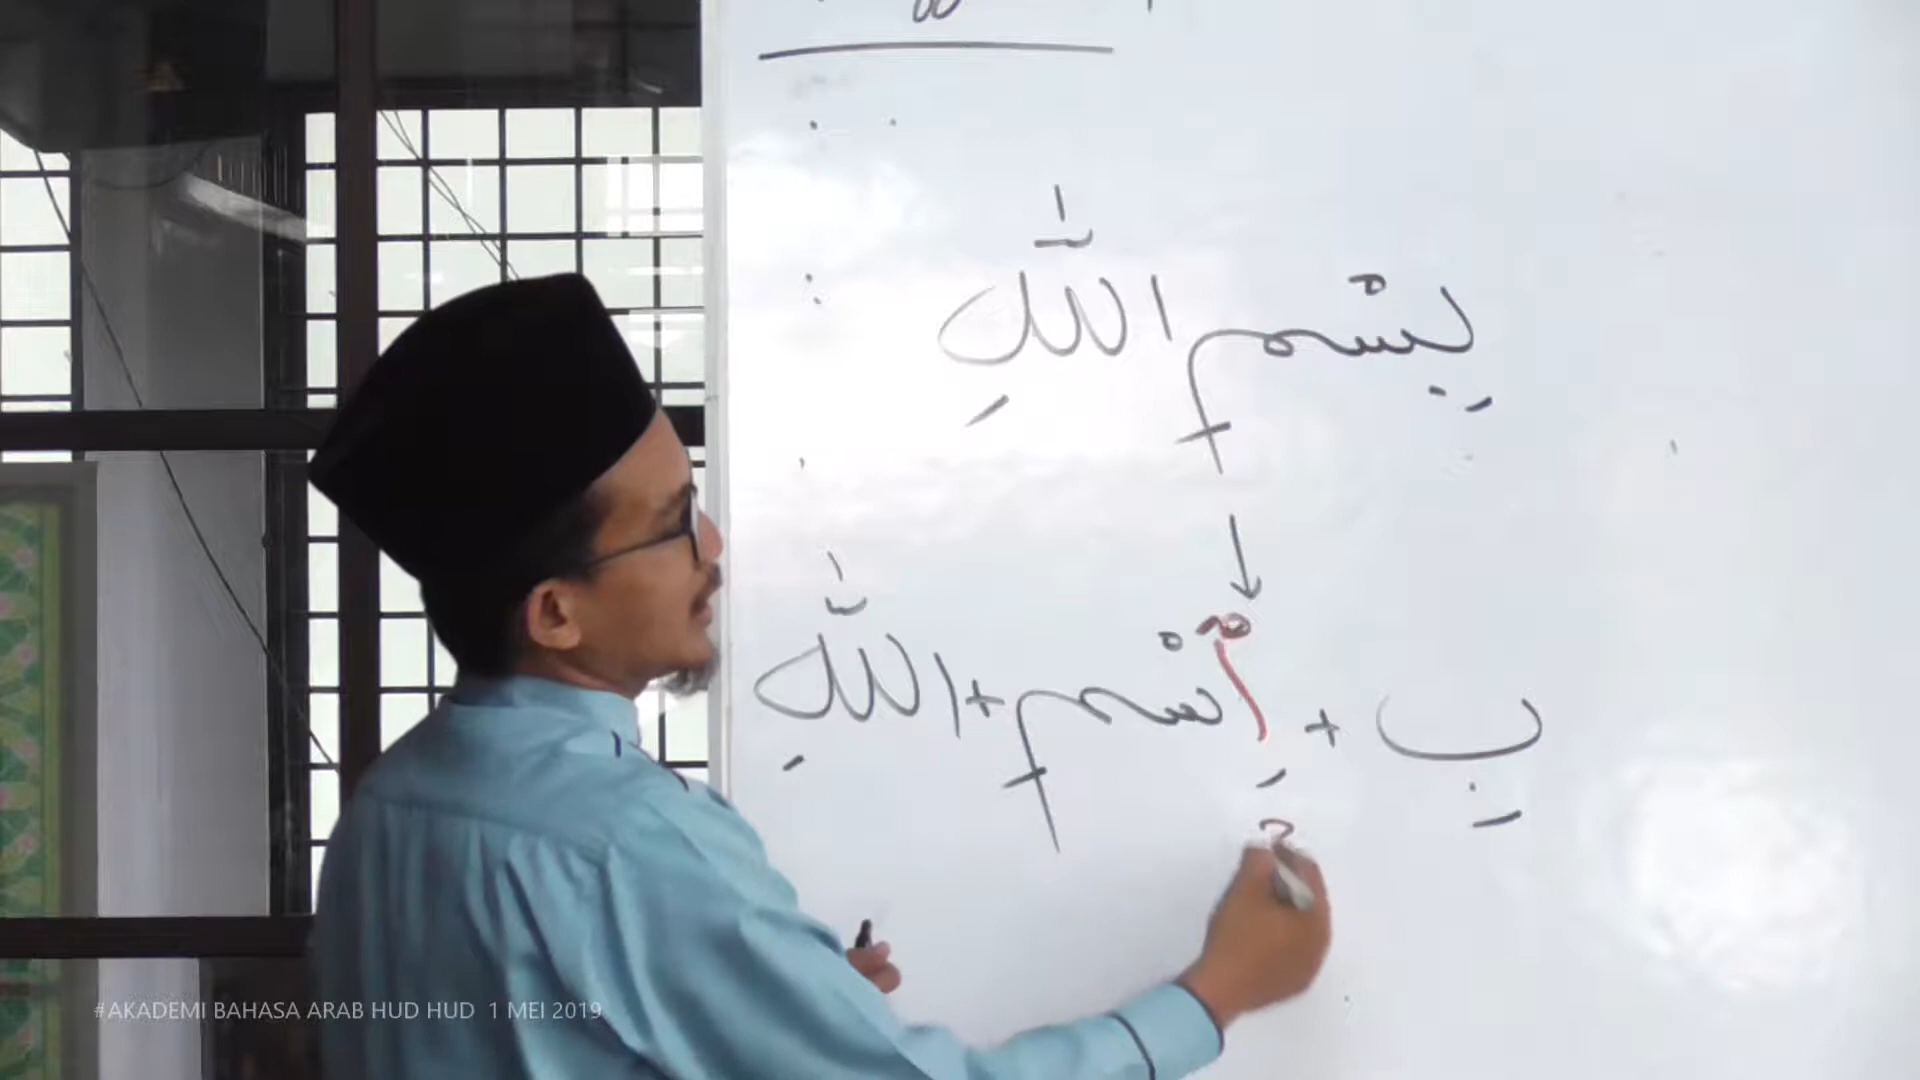 بِسْمِ اللّٰهِ
بِ + ٱِسْمِ + اللّٰهِ
#AKADEMI BAHASA ARAB HUD HUD 1 MEI 2019